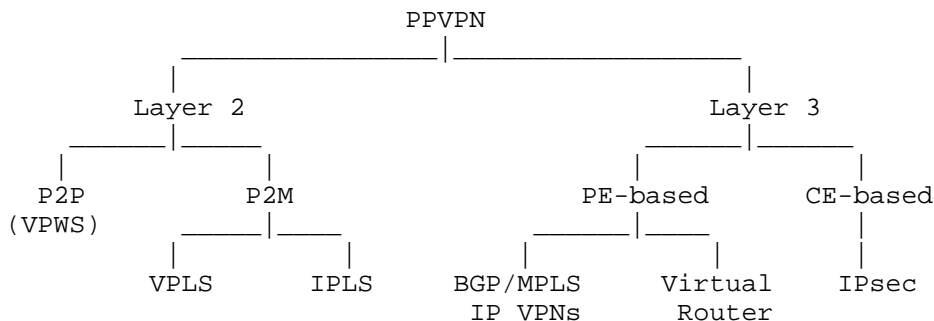 PPVPN
Layer 2 Layer 3
P2P P2M PE-based CE-based
(VPWS)
VPLS IPLS BGP/MPLS Virtual IPsec
IP VPNs Router